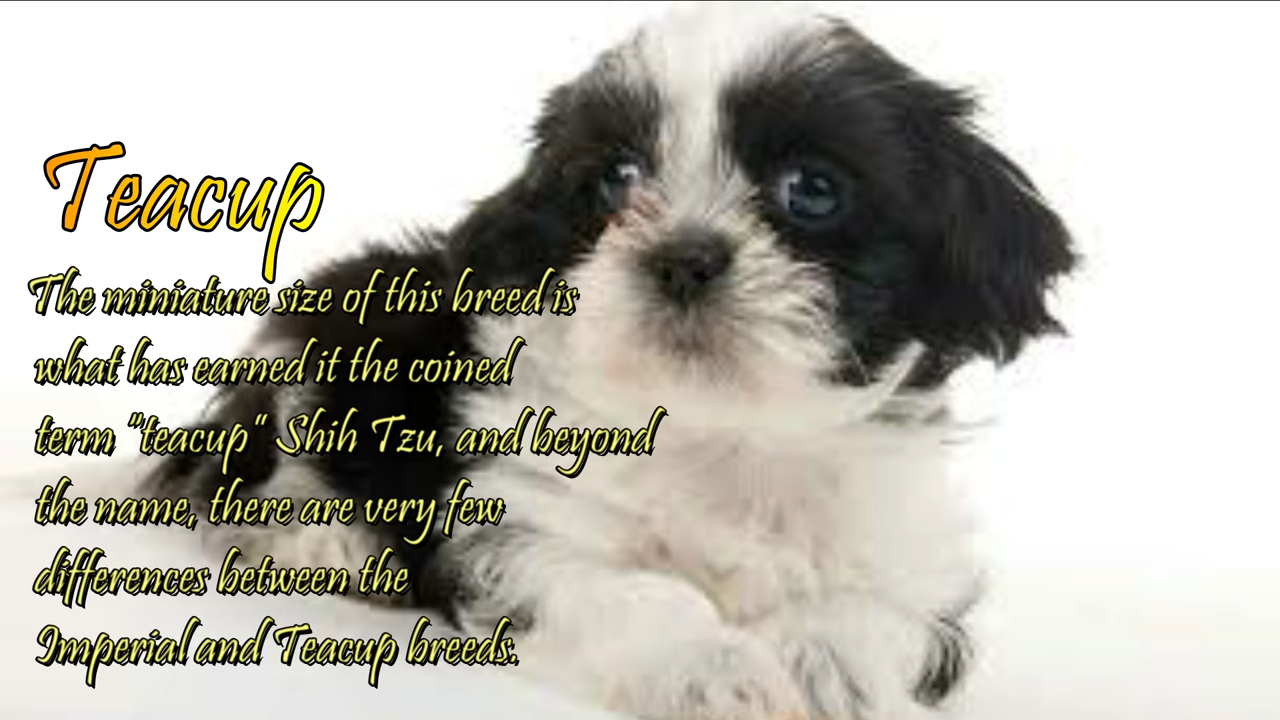 Teacup
The miniature size of this breed is
what has earned it the coined
term "teacup" Shih Tzu, and beyond
the name, there are very few
differences between the
Imperial and Teacup breeds.